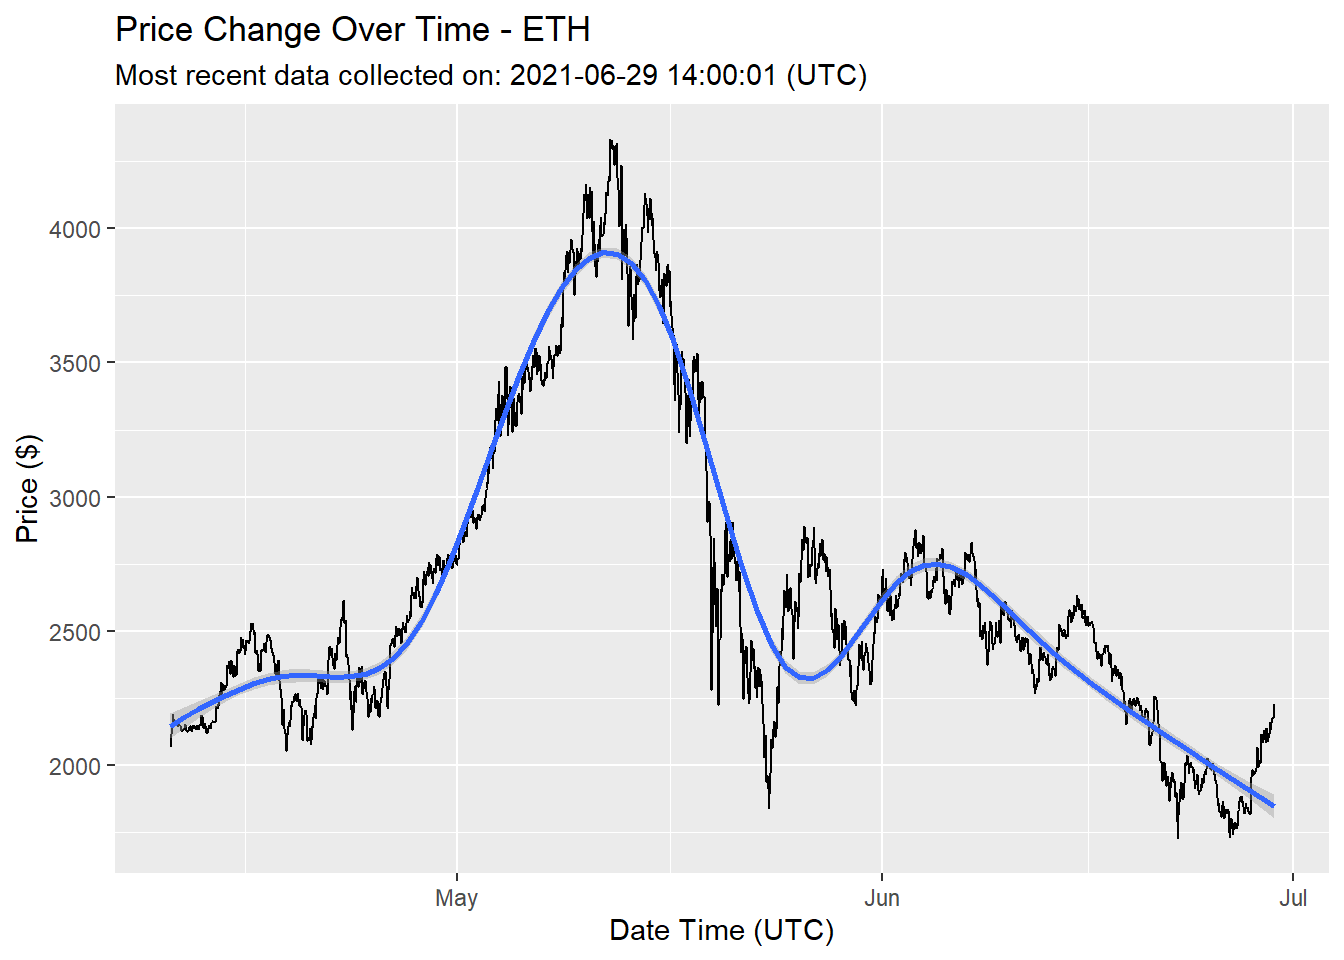 Price Change Over Time - ETH
Most recent data collected on: 2021-06-29 14:00:01 (UTC)
Price ($)
4000
3500
3000
2500
2000
May Jun Jul
Date Time (UTC)